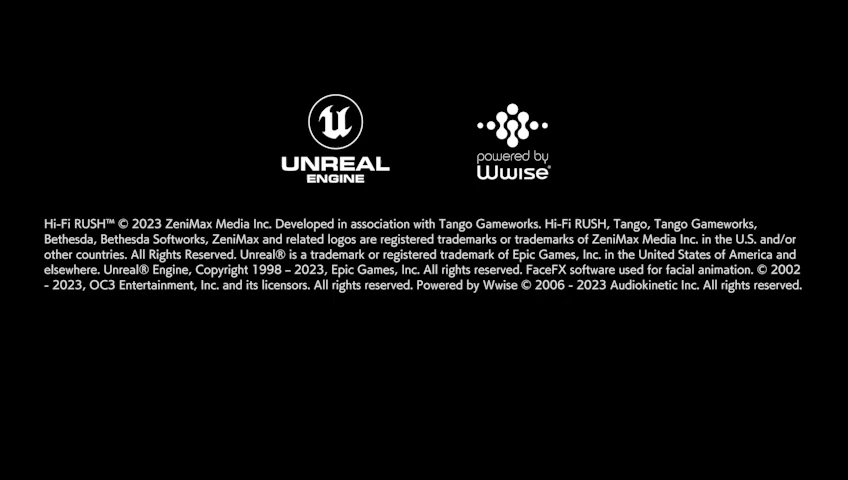 UNREAL
ENGINE
powered by
Wwise®
Hi-Fi RUSH™ © 2023 ZeniMax Media Inc. Developed in association with Tango Gameworks. Hi-Fi RUSH, Tango, Tango Gameworks,
Bethesda, Bethesda Softworks, ZeniMax and related logos are registered trademarks or trademarks of ZeniMax Media Inc. in the U.S. and/or
other countries. All Rights Reserved. Unreal® is a trademark or registered trademark of Epic Games, Inc. in the United States of America and
elsewhere. Unreal® Engine, Copyright 1998 – 2023, Epic Games, Inc. All rights reserved. FaceFX software used for facial animation. © 2002
- 2023, OC3 Entertainment, Inc. and its licensors. All rights reserved. Powered by Wwise © 2006 - 2023 Audiokinetic Inc. All rights reserved.